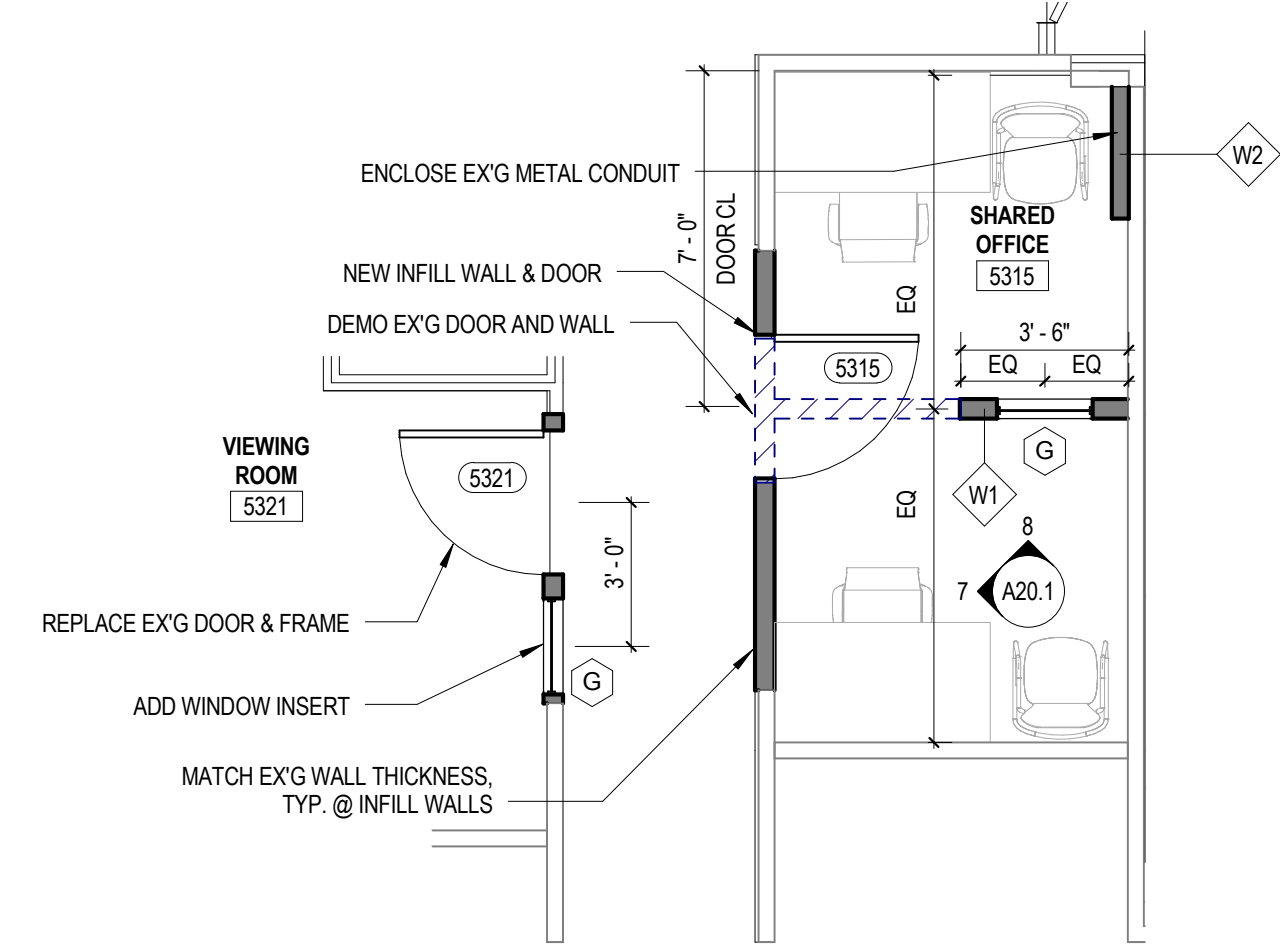 ENCLOSE EX'G METAL CONDUIT
W2
7' - 0"
DOOR CL
SHARED
OFFICE
5315
NEW INFILL WALL & DOOR
EQ
DEMO EX'G DOOR AND WALL
3' - 6"
EQ
EQ
5315
VIEWING
ROOM
5321
5321
G
W1
EQ
3' - 0"
8
7
A20.1
REPLACE EX'G DOOR & FRAME
G
ADD WINDOW INSERT
MATCH EX'G WALL THICKNESS,
TYP. @ INFILL WALLS